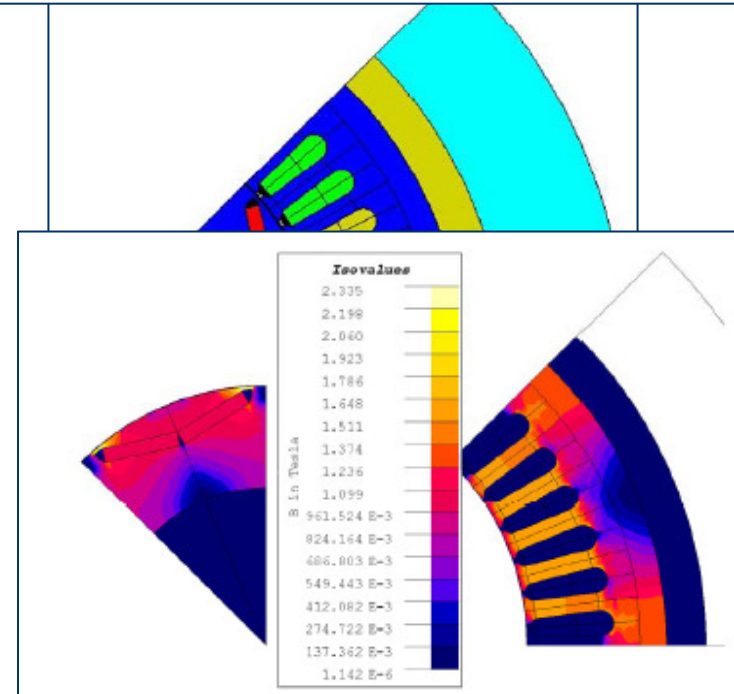 Isovalues
2.335
2.198
2.060
1.923
1.786
1.648
1.511
1.374
1.236
1.099
961.524 E-3
824.164 E-3
686.803 E-3
549.443 E-3
412.082 E-3
274.722 E-3
137.362 E-3
1.142 E-6
B in Tesla